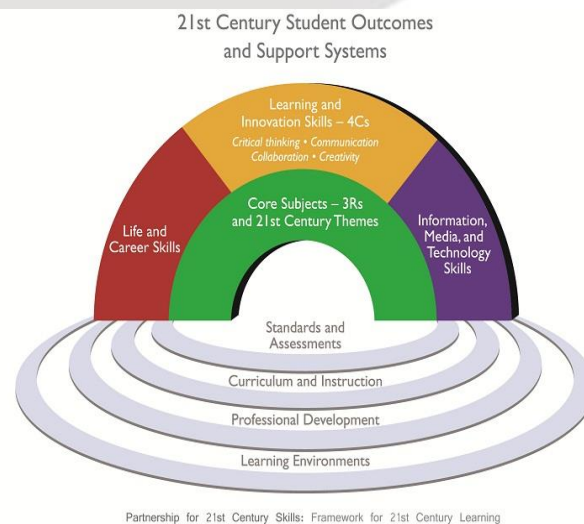 21st Century Student Outcomes
and Support Systems
Learning and
Innovation Skills – 4Cs
Critical thinking • Communication
Collaboration • Creativity
Core Subjects – 3Rs
and 21st Century Themes
Life and
Career Skills
Information,
Media, and
Technology
Skills
Standards and
Assessments
Curriculum and Instruction
Professional Development
Learning Environments
Partnership for 21st Century Skills: Framework for 21st Century Learning